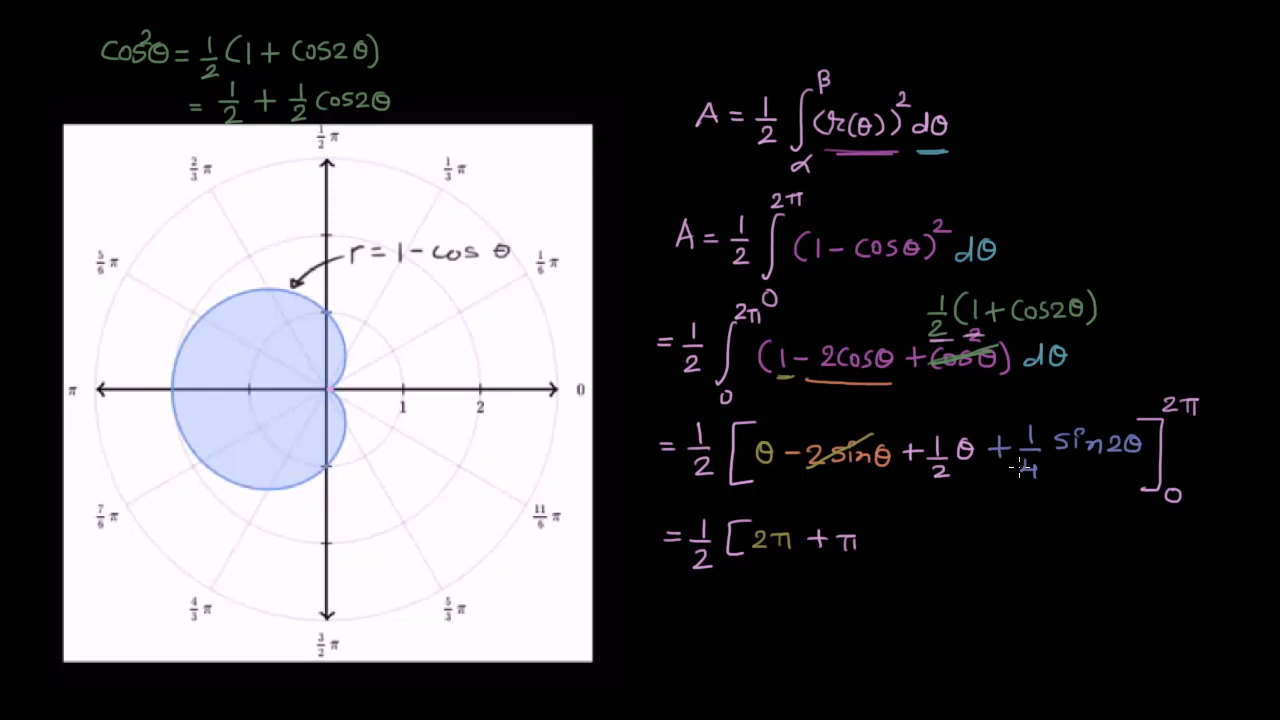 cos²θ = 1/2 (1 + cos2θ)
= 1/2 + 1/2 cos2θ
1/2 π
2/3 π
1/3 π
5/6 π
1/6 π
r = 1 - cos θ
π
1
2
0
7/6 π
11/6 π
4/3 π
5/3 π
3/2 π
A = 1/2 ∫_α^β (r(θ))² dθ
A = 1/2 ∫_0^2π (1 - cosθ)² dθ
1/2 (1 + cos2θ)
= 1/2 ∫_0^2π (1 - 2cosθ + cos²θ) dθ
= 1/2 [θ - 2sinθ + 1/2 θ + 1/4 sin2θ]_0^2π
= 1/2 [2π + π